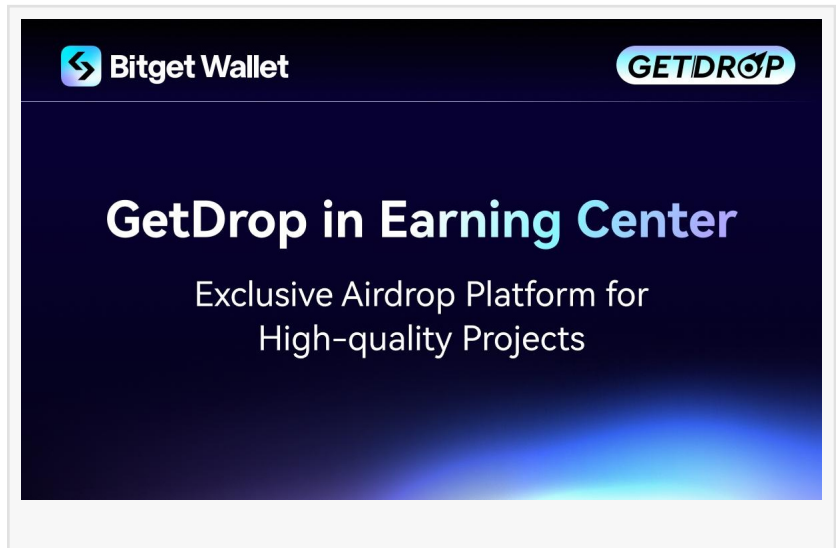 Bitget Wallet
GETDROP
GetDrop in Earning Center
Exclusive Airdrop Platform for
High-quality Projects